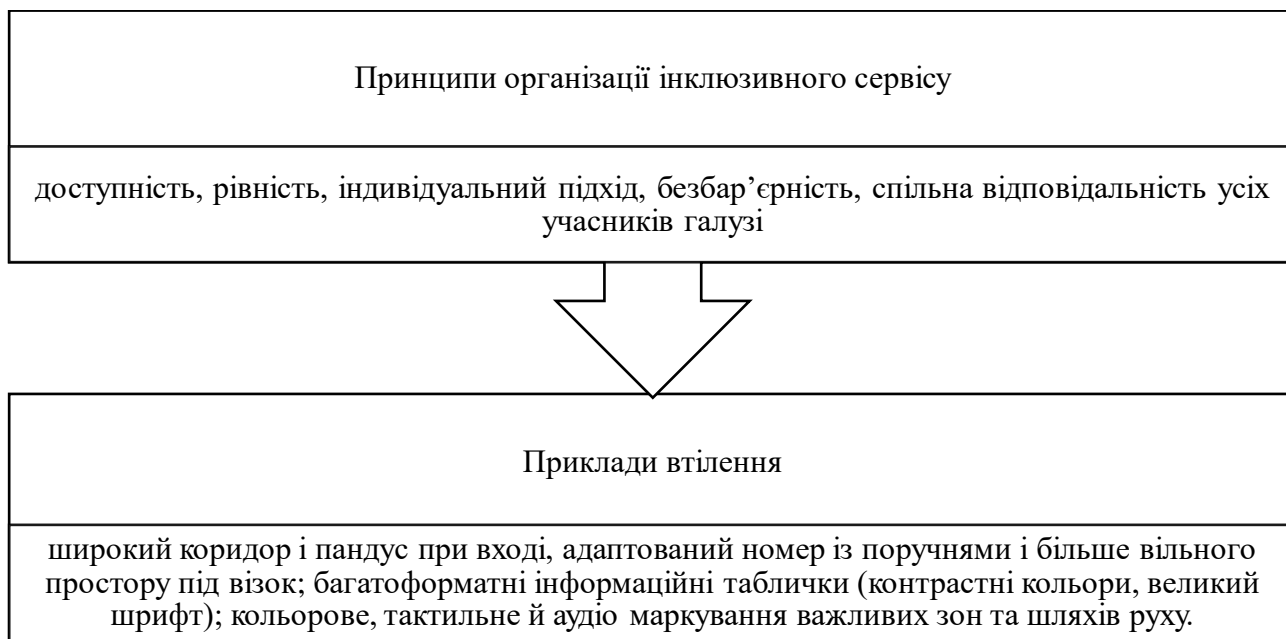 Принципи організації інклюзивного сервісу
доступність, рівність, індивідуальний підхід, безбар’єрність, спільна відповідальність усіх
учасників галузі
Приклади втілення
широкий коридор і пандус при вході, адаптований номер із поручнями і більше вільного
простору під візок; багатоформатні інформаційні таблички (контрастні кольори, великий
шрифт); кольорове, тактильне й аудіо маркування важливих зон та шляхів руху.